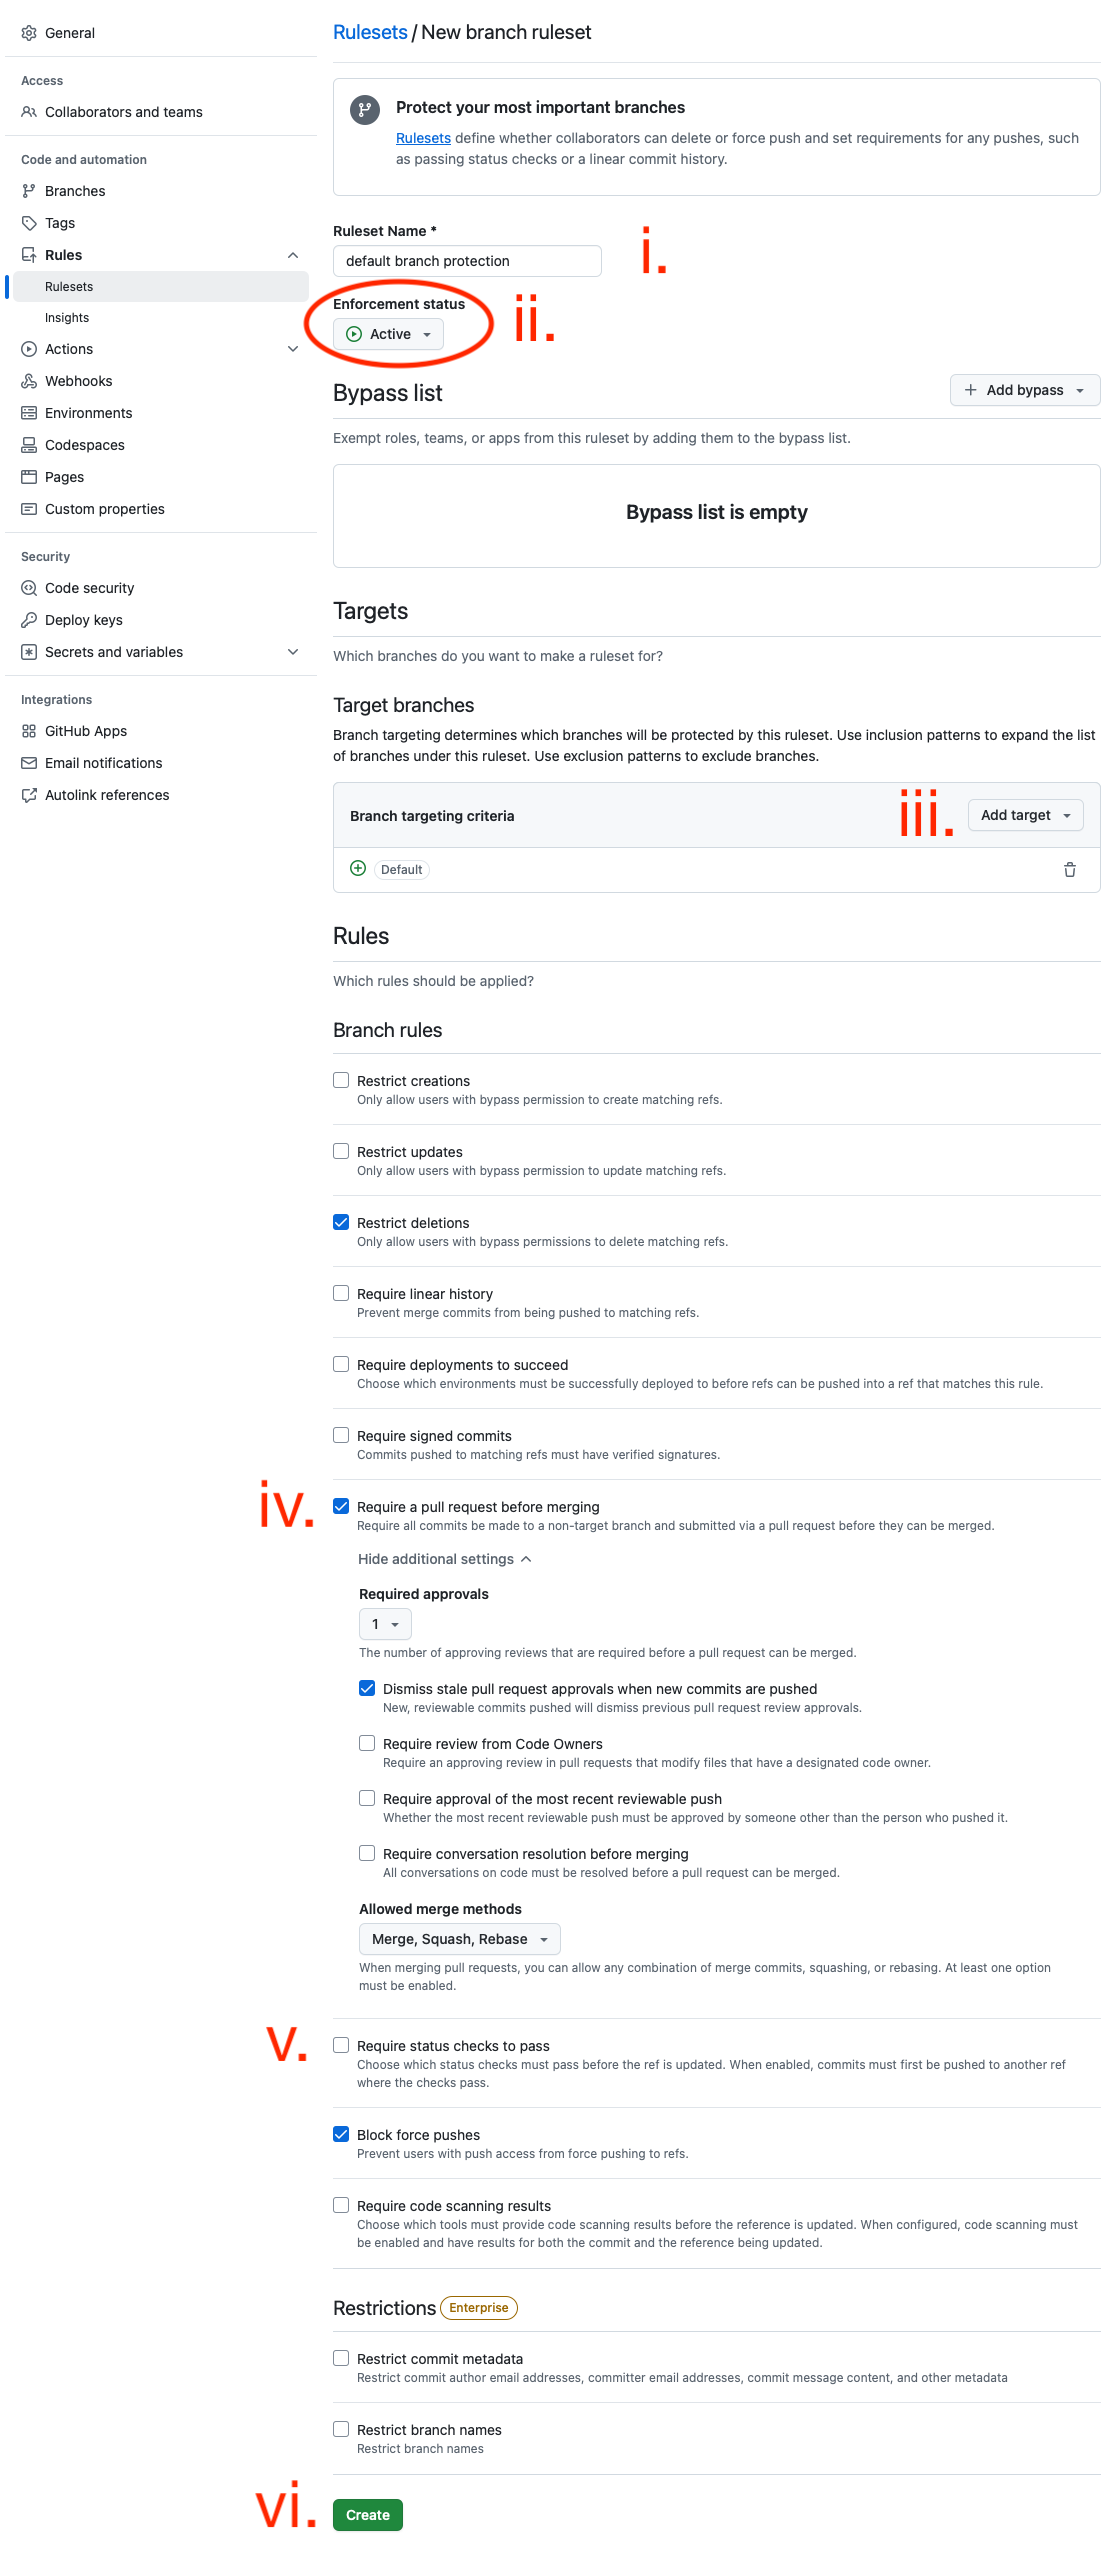 General
Access
Collaborators and teams
Code and automation
Branches
Tags
Rules
Rulesets
Insights
Actions
Webhooks
Environments
Codespaces
Pages
Custom properties
Security
Code security
Deploy keys
Secrets and variables
Integrations
GitHub Apps
Email notifications
Autolink references
Rulesets / New branch ruleset
Protect your most important branches
Rulesets define whether collaborators can delete or force push and set requirements for any pushes, such
as passing status checks or a linear commit history.
Ruleset Name *
default branch protection
i.
Enforcement status
Active
ii.
Bypass list
Add bypass
Exempt roles, teams, or apps from this ruleset by adding them to the bypass list.
Bypass list is empty
Targets
Which branches do you want to make a ruleset for?
Target branches
Branch targeting determines which branches will be protected by this ruleset. Use inclusion patterns to expand the list
of branches under this ruleset. Use exclusion patterns to exclude branches.
Branch targeting criteria
iii.
Add target
Default
Rules
Which rules should be applied?
Branch rules
Restrict creations
Only allow users with bypass permission to create matching refs.
Restrict updates
Only allow users with bypass permission to update matching refs.
Restrict deletions
Only allow users with bypass permissions to delete matching refs.
Require linear history
Prevent merge commits from being pushed to matching refs.
Require deployments to succeed
Choose which environments must be successfully deployed to before refs can be pushed into a ref that matches this rule.
Require signed commits
Commits pushed to matching refs must have verified signatures.
iv.
Require a pull request before merging
Require all commits be made to a non-target branch and submitted via a pull request before they can be merged.
Hide additional settings
Required approvals
1
The number of approving reviews that are required before a pull request can be merged.
Dismiss stale pull request approvals when new commits are pushed
New, reviewable commits pushed will dismiss previous pull request review approvals.
Require review from Code Owners
Require an approving review in pull requests that modify files that have a designated code owner.
Require approval of the most recent reviewable push
Whether the most recent reviewable push must be approved by someone other than the person who pushed it.
Require conversation resolution before merging
All conversations on code must be resolved before a pull request can be merged.
Allowed merge methods
Merge, Squash, Rebase
When merging pull requests, you can allow any combination of merge commits, squashing, or rebasing. At least one option
must be enabled.
v.
Require status checks to pass
Choose which status checks must pass before the ref is updated. When enabled, commits must first be pushed to another ref
where the checks pass.
Block force pushes
Prevent users with push access from force pushing to refs.
Require code scanning results
Choose which tools must provide code scanning results before the reference is updated. When configured, code scanning must
be enabled and have results for both the commit and the reference being updated.
Restrictions Enterprise
Restrict commit metadata
Restrict commit author email addresses, committer email addresses, commit message content, and other metadata
Restrict branch names
Restrict branch names
vi.
Create